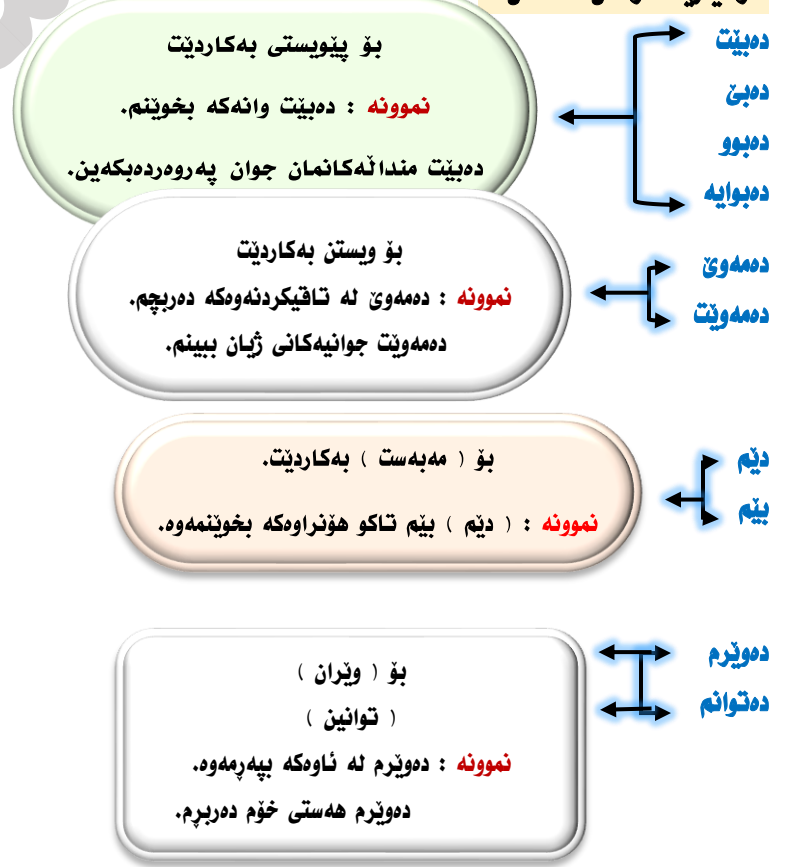 دەبێت
دەبێ
دەبوو
دەبوایە
بۆ پێویستی بەکاردێت
نموونە : دەبێت وانەکە بخوێنم.
دەبێت منداڵەکانمان جوان پەروەردەبکەین.
دەمەوێ
دەمەوێت
بۆ ویستن بەکاردێت
نموونە : دەمەوێ لە تاقیکردنەوەکە دەربچم.
دەمەوێت جوانیەکانی ژیان ببینم.
دێم
بێم
بۆ ( مەبەست ) بەکاردێت.
نموونە : ( دێم ) بێم تاکو هۆنراوەکە بخوێنمەوە.
دەوێرم
دەتوانم
بۆ ( وێران )
( توانین )
نموونە : دەوێرم لە ئاوەکە بپەڕمەوە.
دەوێرم هەستی خۆم دەربڕم.